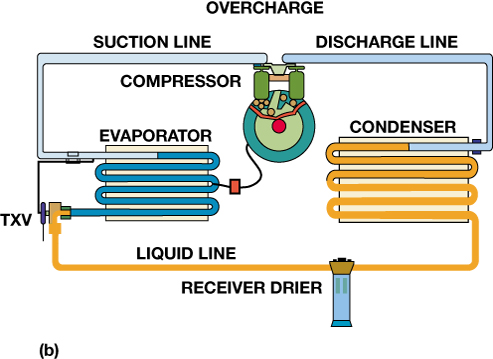 OVERCHARGE
SUCTION LINE
DISCHARGE LINE
COMPRESSOR
EVAPORATOR
CONDENSER
TXV
LIQUID LINE
RECEIVER DRIER
(b)